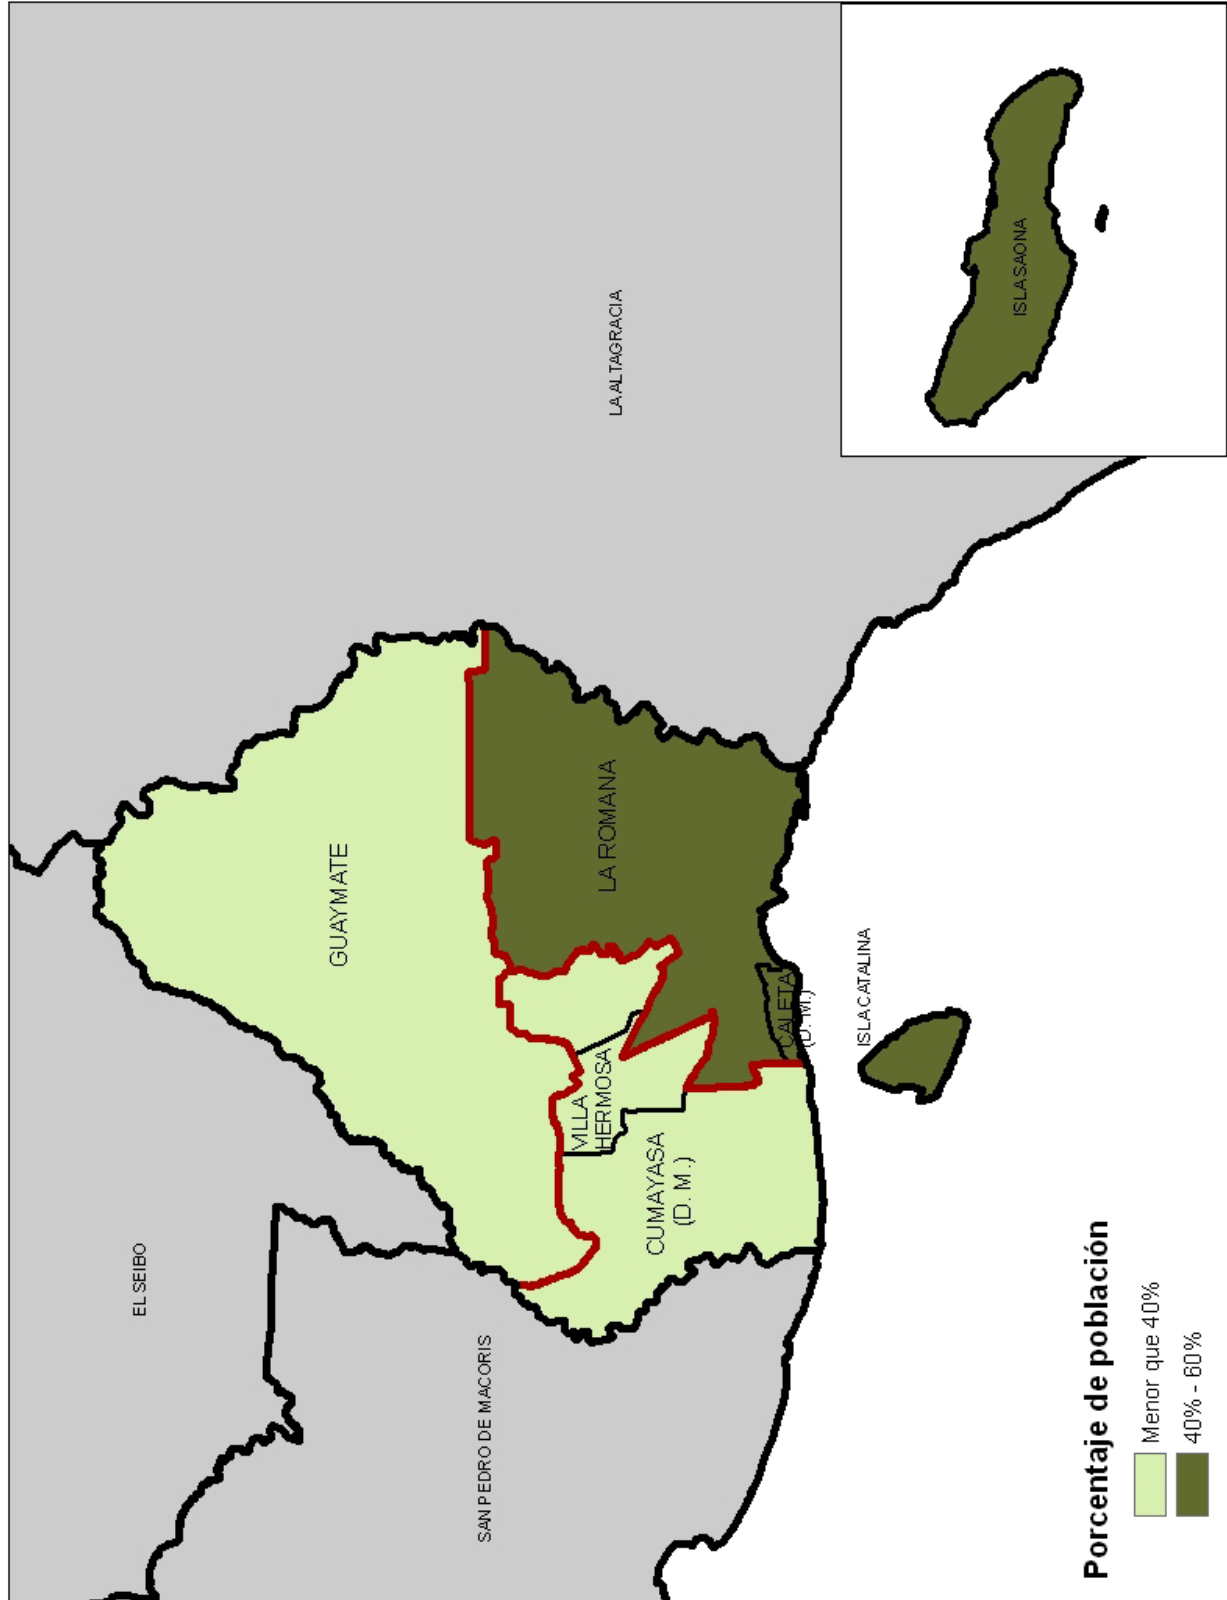 EL SEIBO
SAN PEDRO DE MACORIS
GUAYMATE
LA ALTAGRACIA
VILLA
HERMOSA
LA ROMANA
CUMAYASA
(D. M.)
CALETA
(D. M.)
ISLA CATALINA
ISLA SAONA
Porcentaje de población
Menor que 40%
40% - 60%